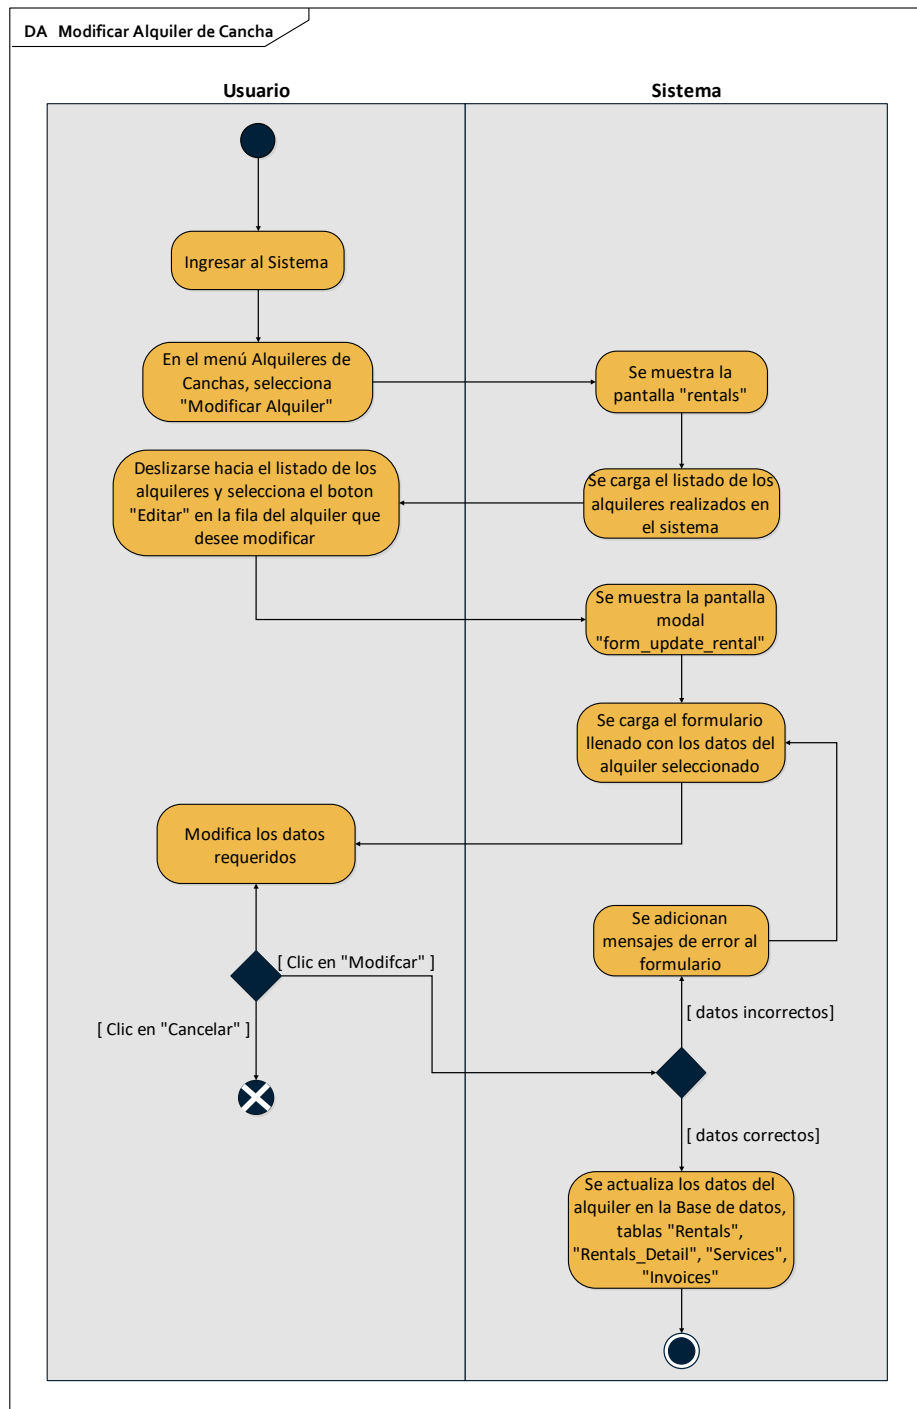 DA Modificar Alquiler de Cancha
Usuario
Sistema
Ingresar al Sistema
En el menú Alquileres de
Canchas, selecciona
"Modificar Alquiler"
Se muestra la
pantalla "rentals"
Se carga el listado de los
alquileres realizados en
el sistema
Deslizarse hacia el listado de los
alquileres y selecciona el boton
"Editar" en la fila del alquiler que
desee modificar
Se muestra la pantalla
modal
"form_update_rental"
Se carga el formulario
llenado con los datos del
alquiler seleccionado
Modifica los datos
requeridos
[ Clic en "Modifcar" ]
[ Clic en "Cancelar" ]
Se adicionan
mensajes de error al
formulario
[ datos incorrectos]
[ datos correctos]
Se actualiza los datos del
alquiler en la Base de datos,
tablas "Rentals",
"Rentals_Detail", "Services",
"Invoices"